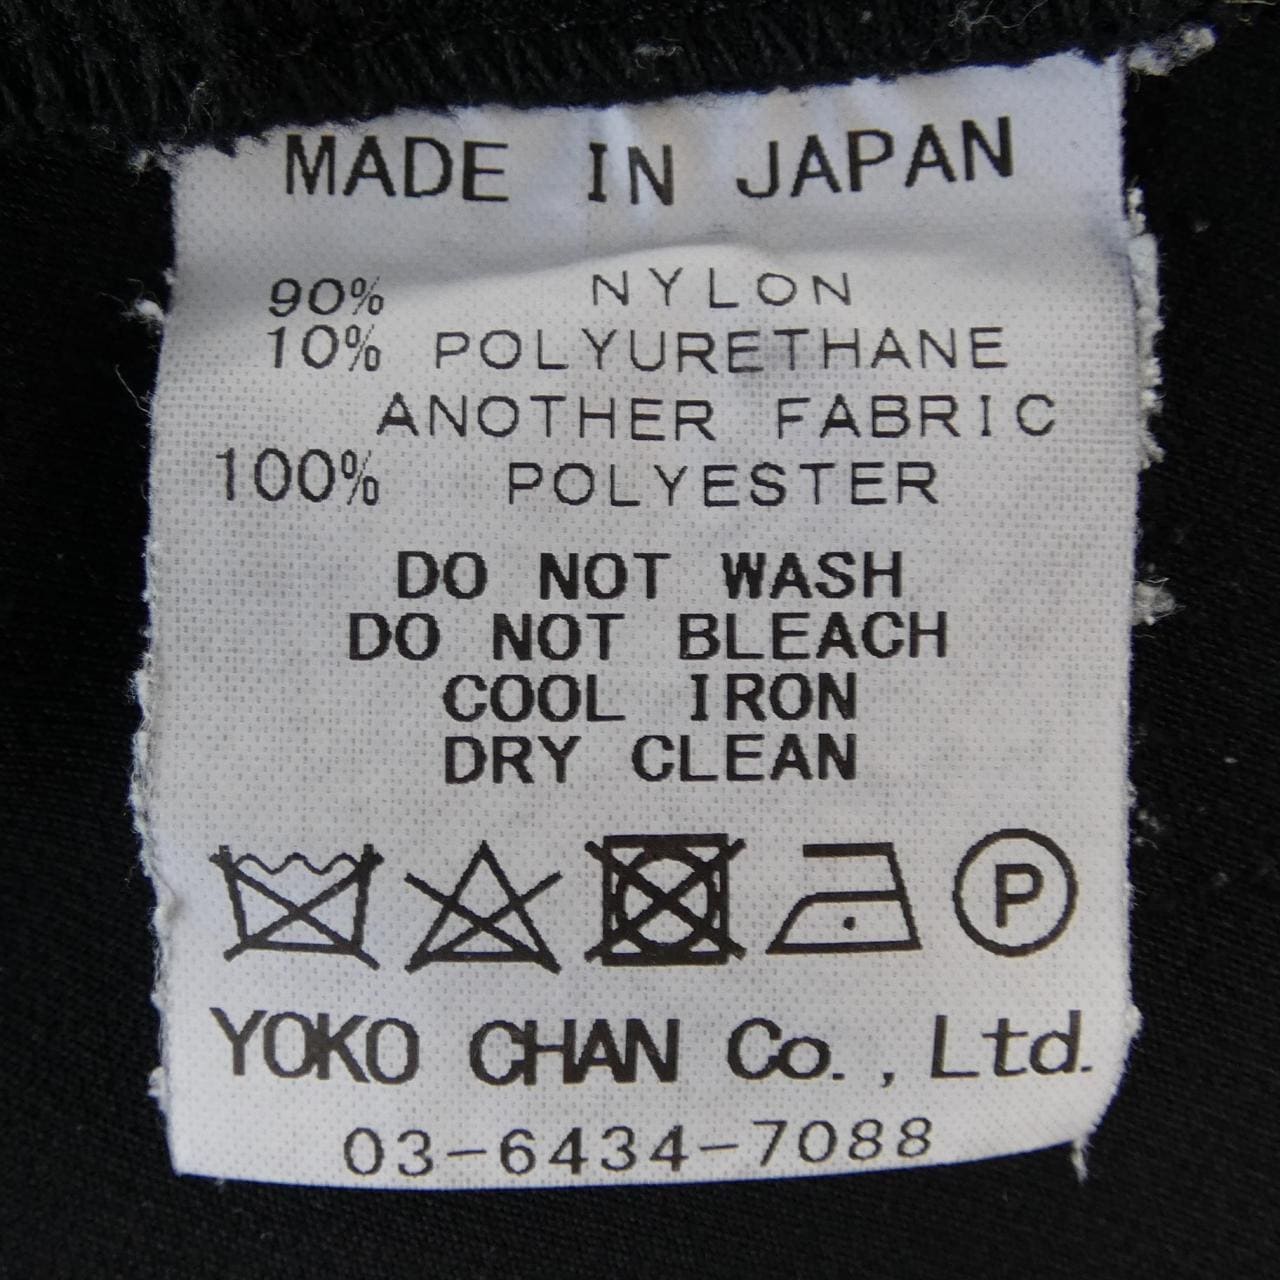 MADE IN JAPAN
90% NYLON
10% POLYURETHANE
ANOTHER FABRIC
100% POLYESTER
DO NOT WASH
DO NOT BLEACH
COOL IRON
DRY CLEAN
P
YOKO CHAN Co., Ltd.
03-6434-7088